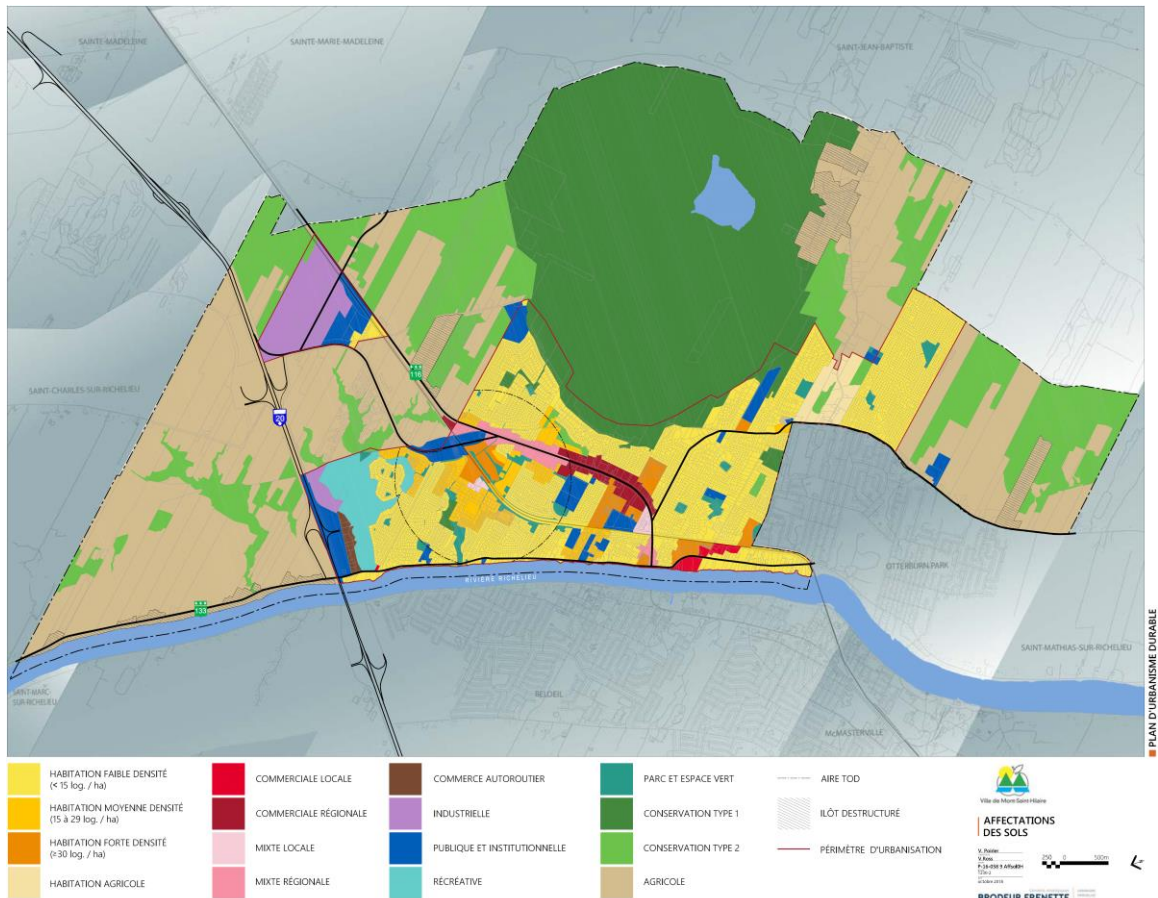 SAINTE-MADELEINE
SAINTE-MARIE-MADELEINE
SAINT-JEAN-BAPTISTE
SAINT-CHARLES-SUR-RICHELIEU
116
20
133
RIVIÈRE RICHELIEU
OTTERBURN PARK
SAINT-MATHIAS-SUR-RICHELIEU
SAINT-MARC-
SUR-RICHELIEU
BELOEIL
McMASTERVILLE
PLAN D'URBANISME DURABLE
HABITATION FAIBLE DENSITÉ
(< 15 log. / ha)
HABITATION MOYENNE DENSITÉ
(15 à 29 log. / ha)
HABITATION FORTE DENSITÉ
(≥30 log. / ha)
HABITATION AGRICOLE
COMMERCIALE LOCALE
COMMERCIALE RÉGIONALE
MIXTE LOCALE
MIXTE RÉGIONALE
COMMERCE AUTOROUTIER
INDUSTRIELLE
PUBLIQUE ET INSTITUTIONNELLE
RÉCRÉATIVE
PARC ET ESPACE VERT
CONSERVATION TYPE 1
CONSERVATION TYPE 2
AGRICOLE
AIRE TOD
ILÔT DESTRUCTURÉ
PÉRIMÈTRE D'URBANISATION
Ville de Mont-Saint-Hilaire
AFFECTATIONS
DES SOLS
V. Poirier
V. Ross
250 0 500m
BRODEUR FRENETTE